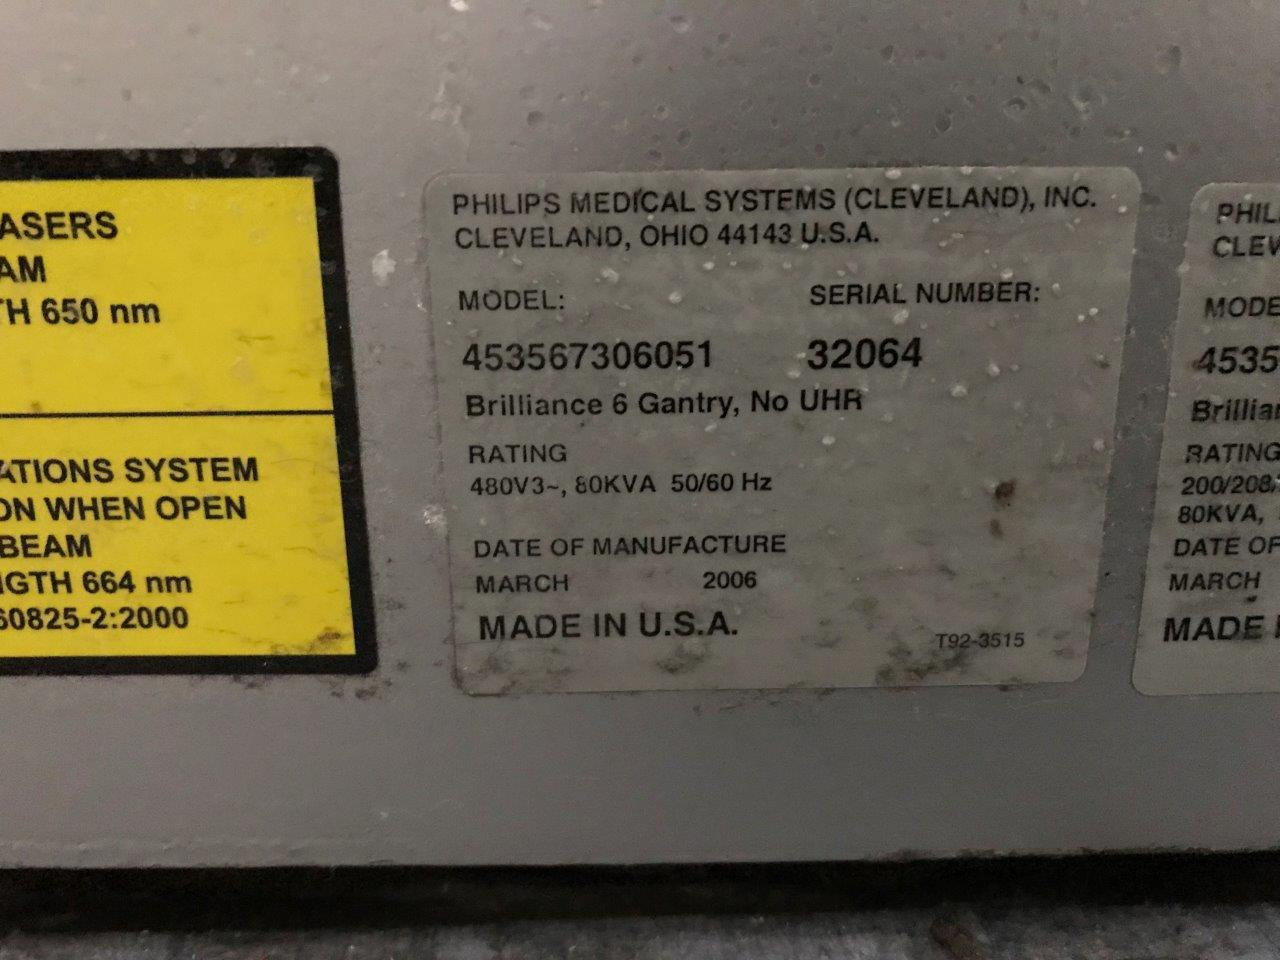 ASERS
AM
TH 650 nm
ATIONS SYSTEM
ON WHEN OPEN
BEAM
NGTH 664 nm
60825-2:2000
PHILIPS MEDICAL SYSTEMS (CLEVELAND), INC.
CLEVELAND, OHIO 44143 U.S.A.
MODEL: SERIAL NUMBER:
453567306051 32064
Brilliance 6 Gantry, No UHR
RATING
480V3~, 80KVA 50/60 Hz
DATE OF MANUFACTURE
MARCH 2006
MADE IN U.S.A.
T92-3515
PHIL
CLEV
MODE
4535
Brillian
RATING
200/208/
80KVA,
DATE OF
MARCH
MADE